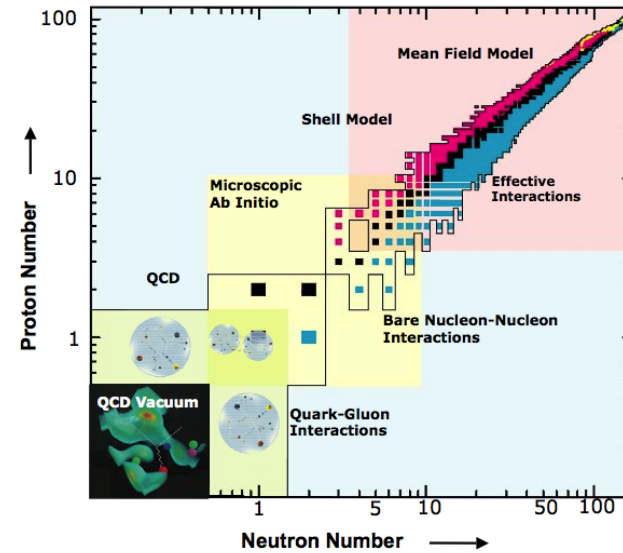 100
Mean Field Model
Shell Model
10
Microscopic
Ab Initio
Effective
Interactions
QCD
Bare Nucleon-Nucleon
Interactions
1
QCD Vacuum
Quark-Gluon
Interactions
1
5
10
50
100
Proton Number
Neutron Number